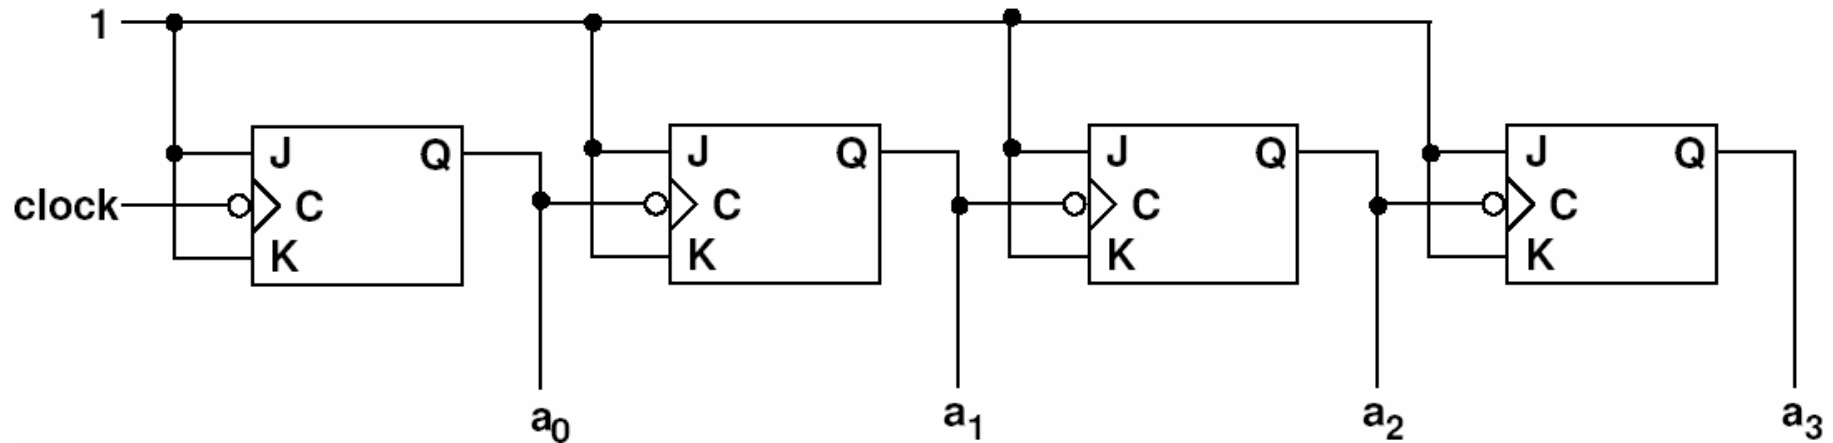 1
J Q J Q J Q J Q
clock C C C C
K K K K
a0 a1 a2 a3